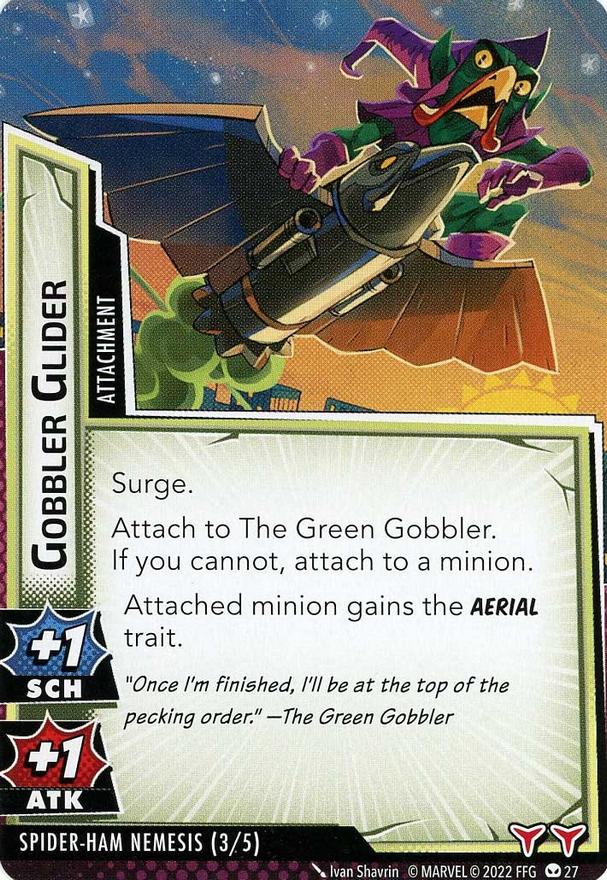 GOBBLER GLIDER
ATTACHMENT
Surge.
Attach to The Green Gobbler.
If you cannot, attach to a minion.
Attached minion gains the AERIAL
trait.
"Once I'm finished, I'll be at the top of the
pecking order." —The Green Gobbler
+1
SCH
+1
ATK
SPIDER-HAM NEMESIS (3/5)
Ivan Shavrin © MARVEL © 2022 FFG 27